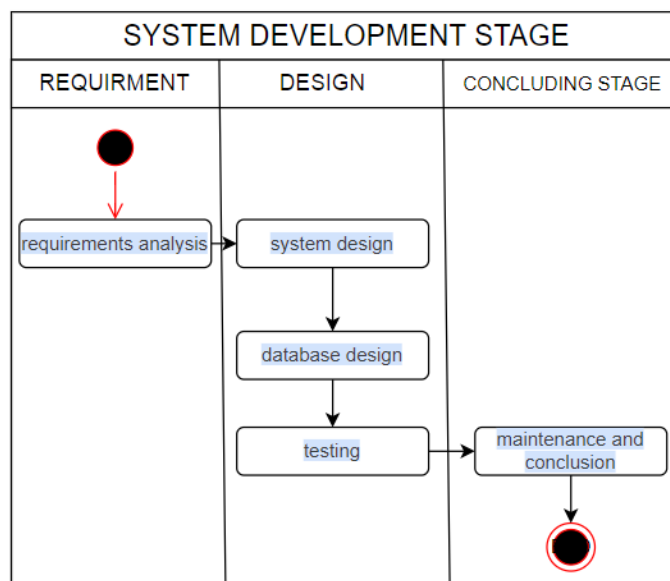 SYSTEM DEVELOPMENT STAGE
REQUIRMENT
DESIGN
CONCLUDING STAGE
requirements analysis
system design
database design
testing
maintenance and
conclusion